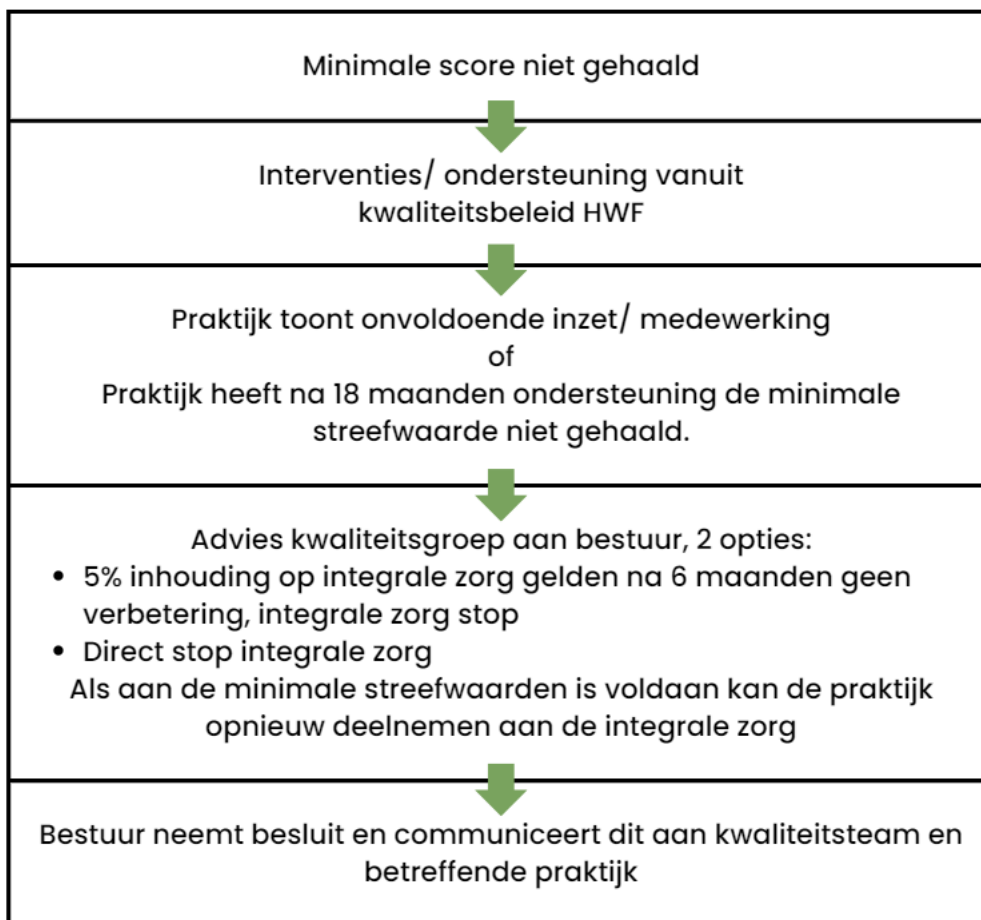 Minimale score niet gehaald
Interventies/ ondersteuning vanuit
kwaliteitsbeleid HWF
Praktijk toont onvoldoende inzet/ medewerking
of
Praktijk heeft na 18 maanden ondersteuning de minimale
streefwaarde niet gehaald.
Advies kwaliteitsgroep aan bestuur, 2 opties:
• 5% inhouding op integrale zorg gelden na 6 maanden geen
verbetering, integrale zorg stop
• Direct stop integrale zorg
Als aan de minimale streefwaarden is voldaan kan de praktijk
opnieuw deelnemen aan de integrale zorg
Bestuur neemt besluit en communiceert dit aan kwaliteitsteam en
betreffende praktijk